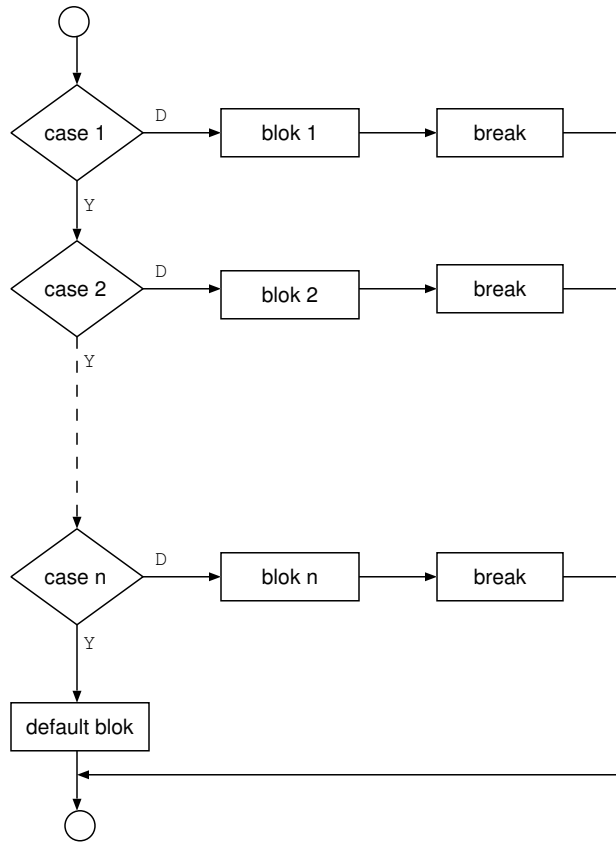 case 1
D
blok 1
break
Y
case 2
D
blok 2
break
Y
case n
D
blok n
break
Y
default blok